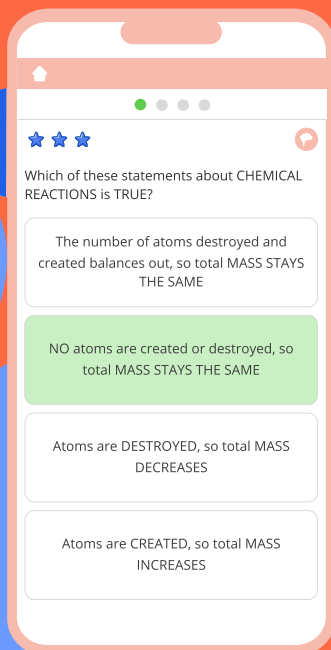 Which of these statements about CHEMICAL
REACTIONS is TRUE?
The number of atoms destroyed and
created balances out, so total MASS STAYS
THE SAME
NO atoms are created or destroyed, so
total MASS STAYS THE SAME
Atoms are DESTROYED, so total MASS
DECREASES
Atoms are CREATED, so total MASS
INCREASES